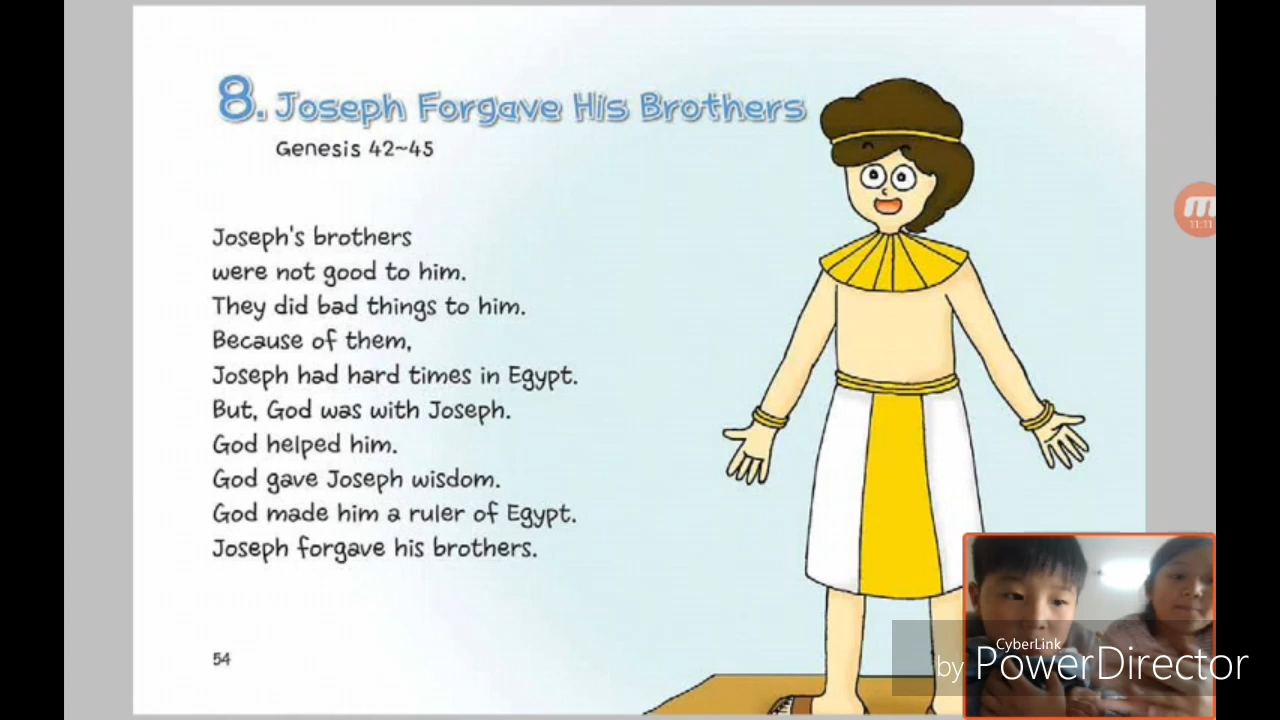 8. Joseph Forgave His Brothers
Genesis 42~45
Joseph's brothers
were not good to him.
They did bad things to him.
Because of them,
Joseph had hard times in Egypt.
But, God was with Joseph.
God helped him.
God gave Joseph wisdom.
God made him a ruler of Egypt.
Joseph forgave his brothers.
54
11:11
CyberLink
by PowerDirector